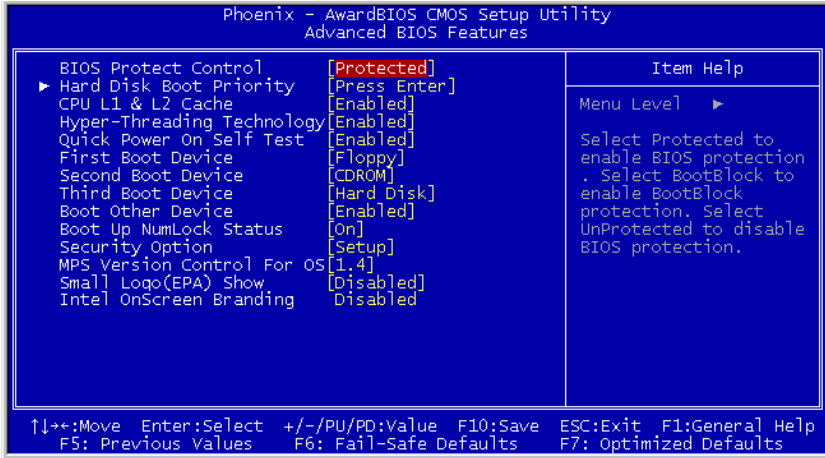 Phoenix - AwardBIOS CMOS Setup Utility
Advanced BIOS Features
BIOS Protect Control [Protected]
► Hard Disk Boot Priority [Press Enter]
CPU L1 & L2 Cache [Enabled]
Hyper-Threading Technology[Enabled]
Quick Power On Self Test [Enabled]
First Boot Device [Floppy]
Second Boot Device [CDROM]
Third Boot Device [Hard Disk]
Boot Other Device [Enabled]
Boot Up NumLock Status [On]
Security Option [Setup]
MPS Version Control For OS[1.4]
Small Logo(EPA) Show [Disabled]
Intel OnScreen Branding Disabled
Item Help
Menu Level ►
Select Protected to
enable BIOS protection
. Select BootBlock to
enable BootBlock
protection. Select
UnProtected to disable
BIOS protection.
↑↓→←:Move Enter:Select +/-/PU/PD:Value F10:Save ESC:Exit F1:General Help
F5: Previous Values F6: Fail-Safe Defaults F7: Optimized Defaults